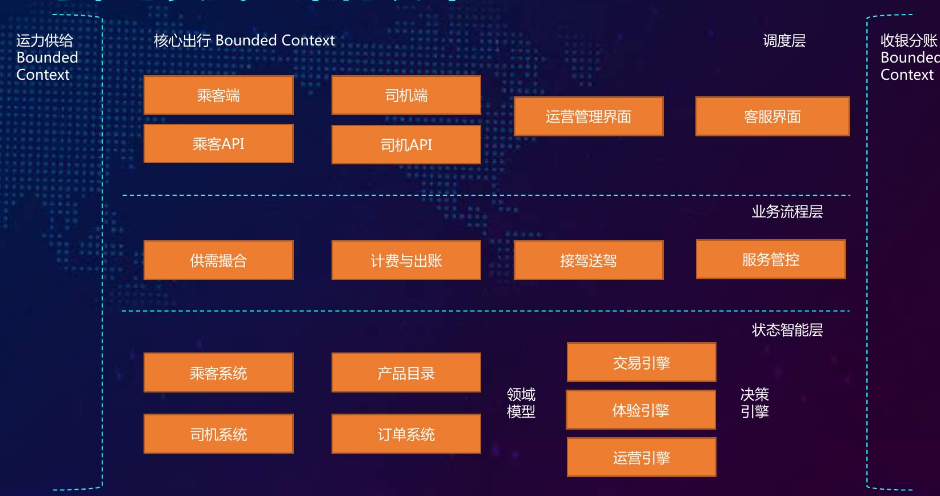 运力供给
Bounded
Context
核心出行 Bounded Context
调度层
收银分账
Bounded
Context
乘客端
司机端
运营管理界面
客服界面
乘客API
司机API
业务流程层
供需撮合
计费与出账
接驾送驾
服务管控
状态智能层
乘客系统
产品目录
司机系统
订单系统
领域
模型
交易引擎
体验引擎
运营引擎
决策
引擎